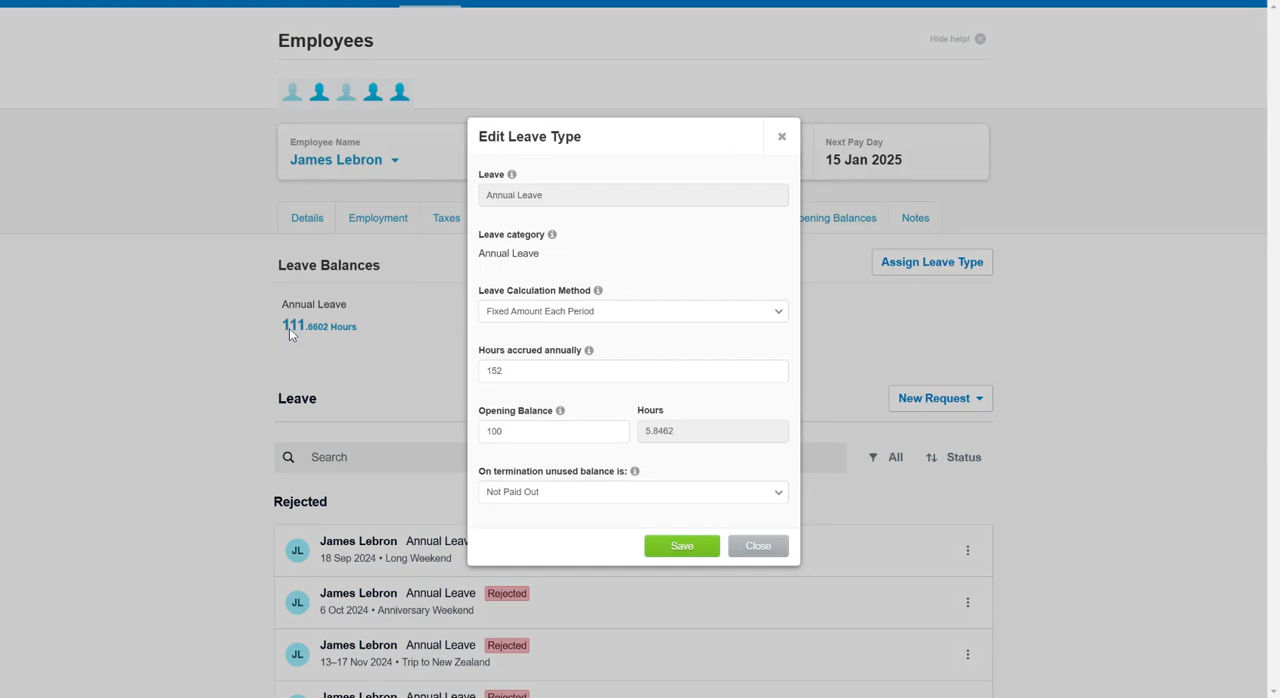 Employees
Hide help!
Employee Name
James Lebron
Next Pay Day
15 Jan 2025
Details
Employment
Taxes
pening Balances
Notes
Leave Balances
Assign Leave Type
Annual Leave
111.6602 Hours
Leave
New Request
Search
All
Status
Rejected
JL
James Lebron Annual Leav
18 Sep 2024 • Long Weekend
JL
James Lebron Annual Leave Rejected
6 Oct 2024 • Anniversary Weekend
JL
James Lebron Annual Leave Rejected
13–17 Nov 2024 • Trip to New Zealand
James Lebron Annual Leave Rejected
Edit Leave Type
Leave
Annual Leave
Leave category
Annual Leave
Leave Calculation Method
Fixed Amount Each Period
Hours accrued annually
152
Opening Balance
Hours
100
5.8462
On termination unused balance is:
Not Paid Out
Save
Close